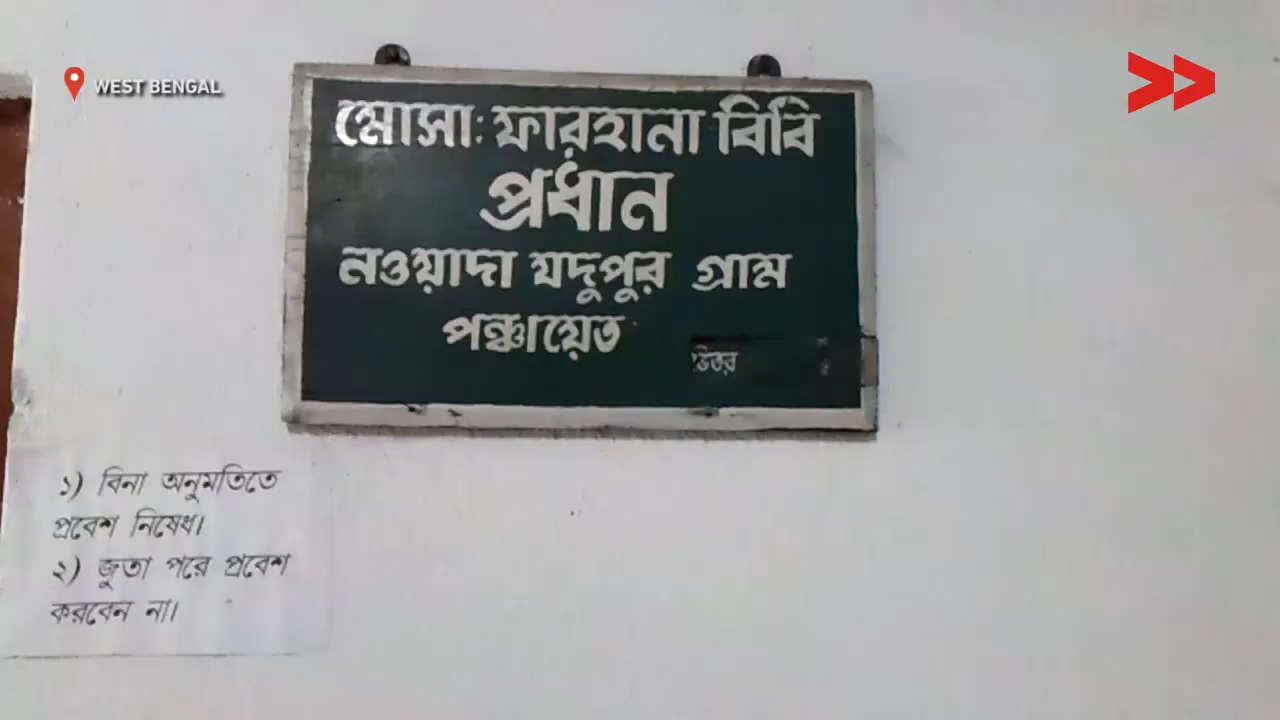 WEST BENGAL
মোসা: ফারহানা বিবি
প্রধান
নওয়াদা যদুপুর গ্রাম
পঞ্চায়েত
১) বিনা অনুমতিতে
প্রবেশ নিষেধ।
২) জুতা পরে প্রবেশ
করবেন না।